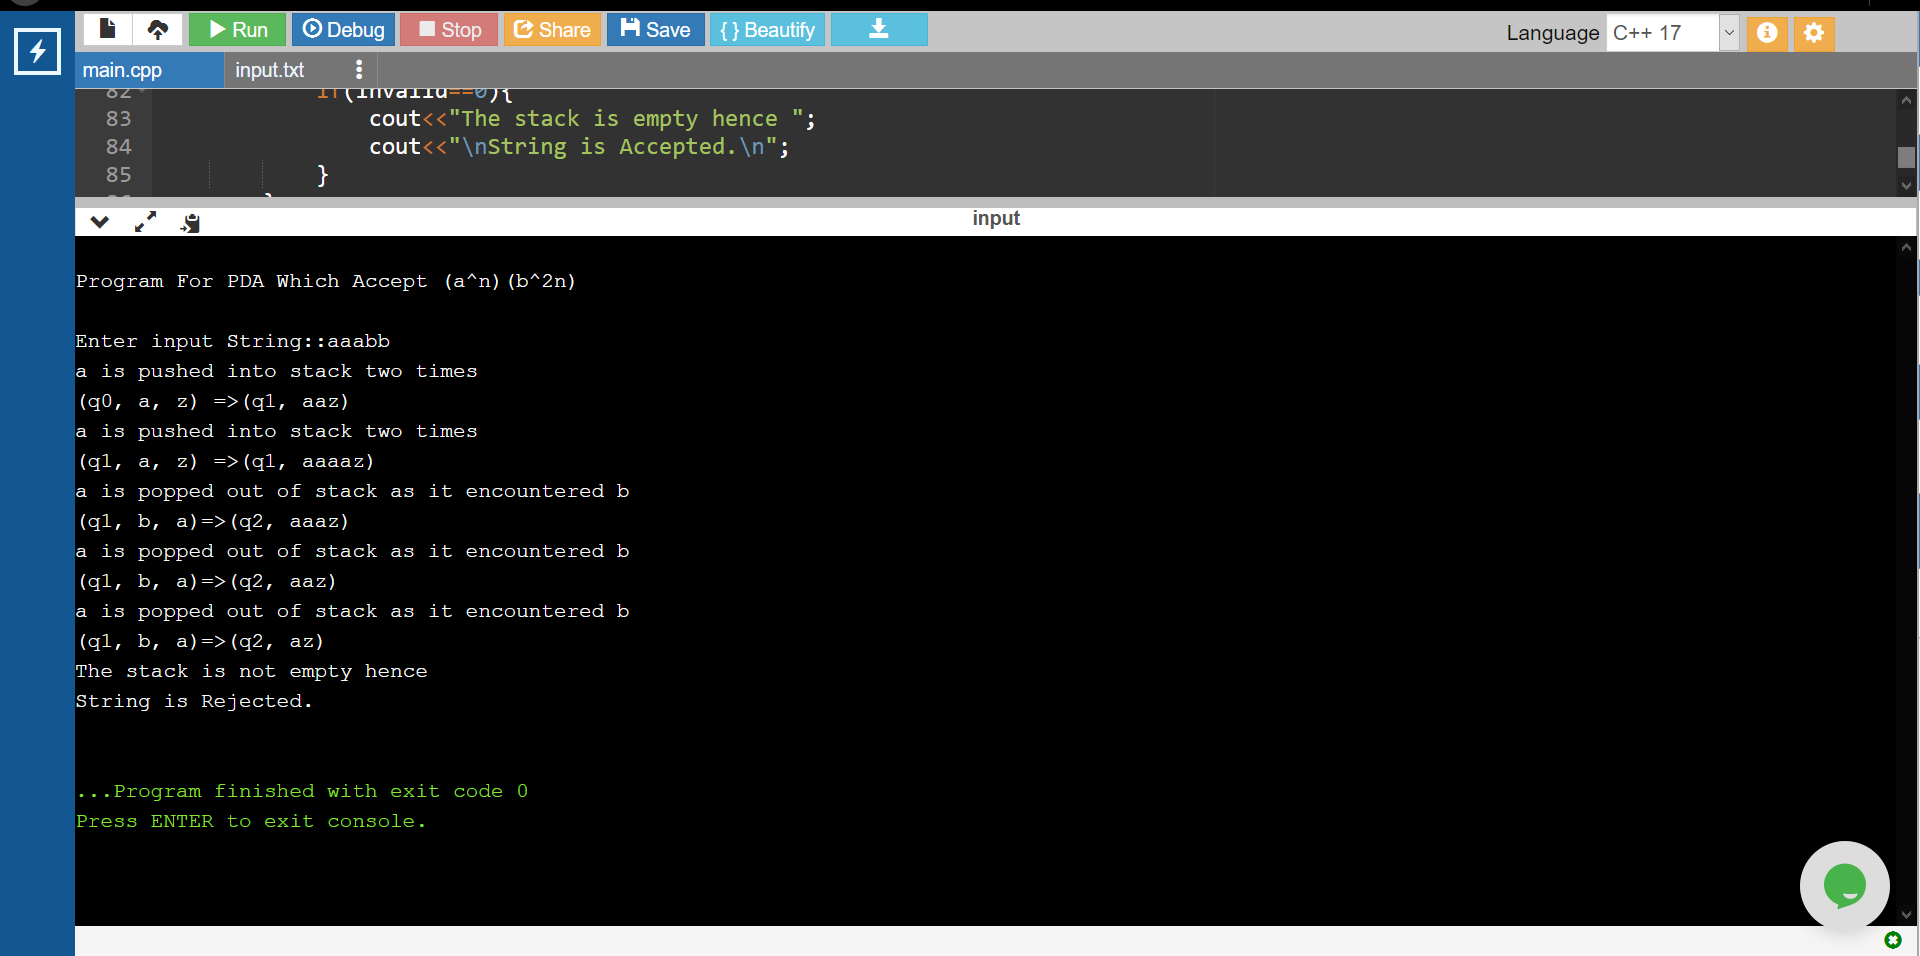 Run Debug Stop Share Save { } Beautify Language C++ 17
main.cpp input.txt
82 if(invalid==0){
83 cout<<"The stack is empty hence ";
84 cout<<"\nString is Accepted.\n";
85 }
input
Program For PDA Which Accept (a^n)(b^2n)
Enter input String::aaabb
a is pushed into stack two times
(q0, a, z) =>(q1, aaz)
a is pushed into stack two times
(q1, a, z) =>(q1, aaaaz)
a is popped out of stack as it encountered b
(q1, b, a)=>(q2, aaaz)
a is popped out of stack as it encountered b
(q1, b, a)=>(q2, aaz)
a is popped out of stack as it encountered b
(q1, b, a)=>(q2, az)
The stack is not empty hence
String is Rejected.
...Program finished with exit code 0
Press ENTER to exit console.